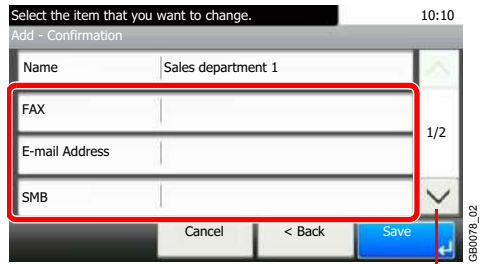 Select the item that you want to change. 10:10
Add - Confirmation
Name Sales department 1
FAX
1/2
E-mail Address
SMB
Cancel < Back Save
GB0078_02